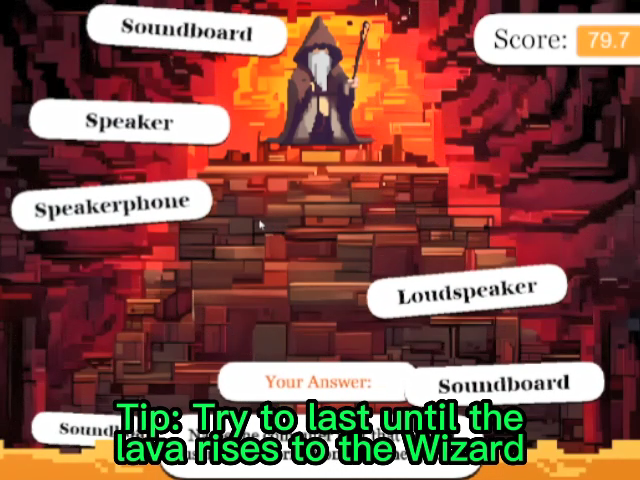 Soundboard
Score: 79.7
Speaker
Speakerphone
Loudspeaker
Your Answer:
Soundboard
Tip: Try to last until the
lava rises to the Wizard